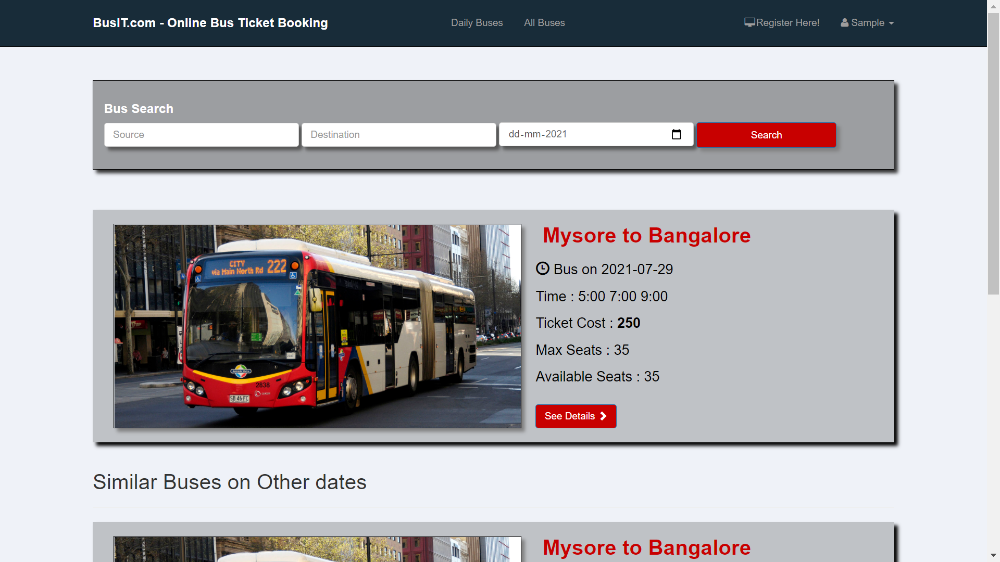 BusIT.com - Online Bus Ticket Booking
Daily Buses
All Buses
Register Here!
Sample
Bus Search
Source
Destination
dd-mm-2021
Search
CITY 222
via Main North Rd
2838
SB·46·FC
Mysore to Bangalore
Bus on 2021-07-29
Time : 5:00 7:00 9:00
Ticket Cost : 250
Max Seats : 35
Available Seats : 35
See Details
Similar Buses on Other dates
Mysore to Bangalore